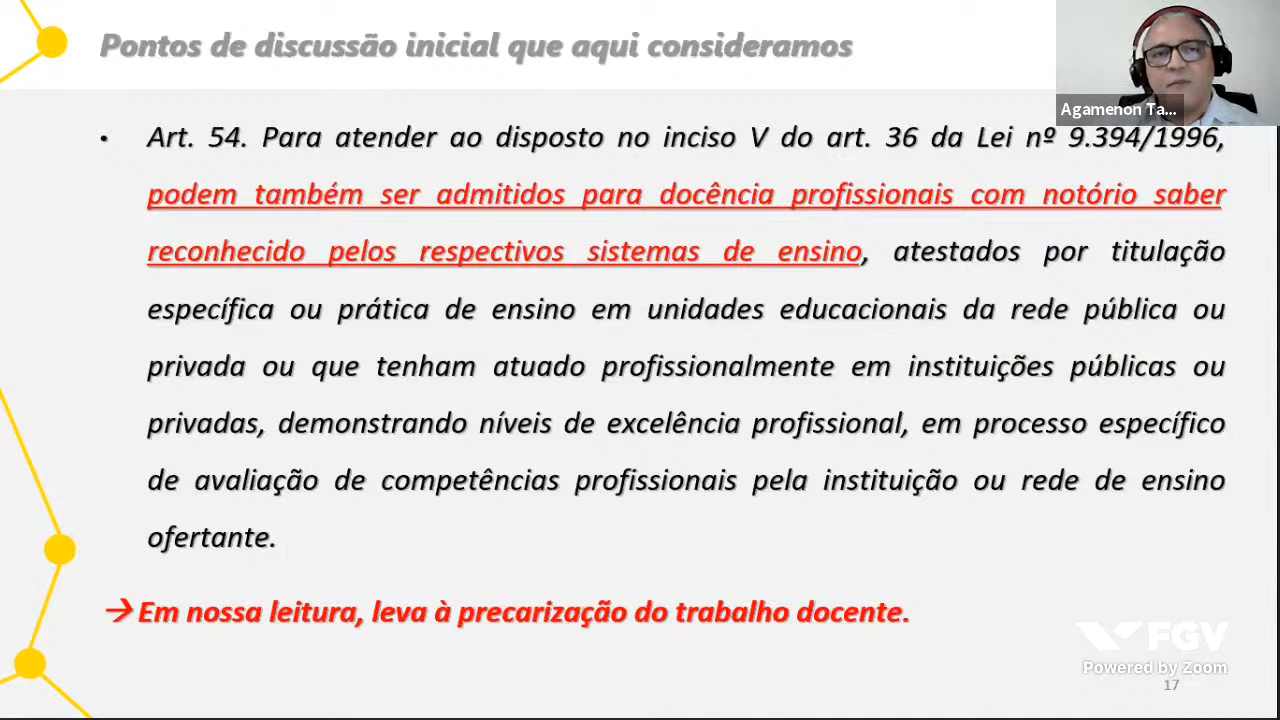 Pontos de discussão inicial que aqui consideramos
Agamenon Ta...
• Art. 54. Para atender ao disposto no inciso V do art. 36 da Lei nº 9.394/1996,
podem também ser admitidos para docência profissionais com notório saber
reconhecido pelos respectivos sistemas de ensino, atestados por titulação
específica ou prática de ensino em unidades educacionais da rede pública ou
privada ou que tenham atuado profissionalmente em instituições públicas ou
privadas, demonstrando níveis de excelência profissional, em processo específico
de avaliação de competências profissionais pela instituição ou rede de ensino
ofertante.
→ Em nossa leitura, leva à precarização do trabalho docente.
FGV
Powered by Zoom
17